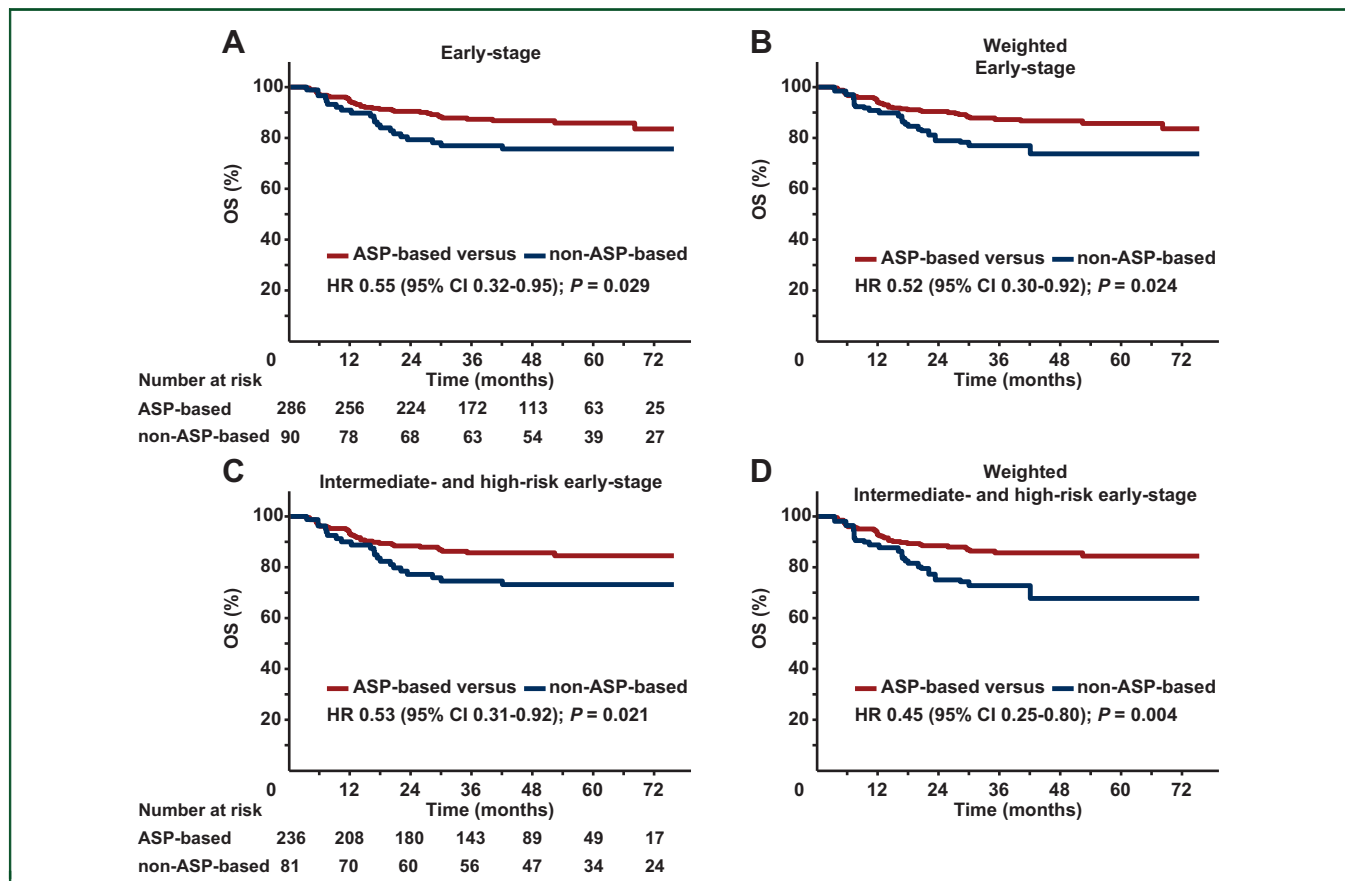 A
Early-stage
100
80
60
40
20
OS (%)
ASP-based versus non-ASP-based
HR 0.55 (95% CI 0.32-0.95); P = 0.029
0 12 24 36 48 60 72
Time (months)
Number at risk
ASP-based 286 256 224 172 113 63 25
non-ASP-based 90 78 68 63 54 39 27
B
Weighted
Early-stage
100
80
60
40
20
OS (%)
ASP-based versus non-ASP-based
HR 0.52 (95% CI 0.30-0.92); P = 0.024
0 12 24 36 48 60 72
Time (months)
C
Intermediate- and high-risk early-stage
100
80
60
40
20
OS (%)
ASP-based versus non-ASP-based
HR 0.53 (95% CI 0.31-0.92); P = 0.021
0 12 24 36 48 60 72
Time (months)
Number at risk
ASP-based 236 208 180 143 89 49 17
non-ASP-based 81 70 60 56 47 34 24
D
Weighted
Intermediate- and high-risk early-stage
100
80
60
40
20
OS (%)
ASP-based versus non-ASP-based
HR 0.45 (95% CI 0.25-0.80); P = 0.004
0 12 24 36 48 60 72
Time (months)